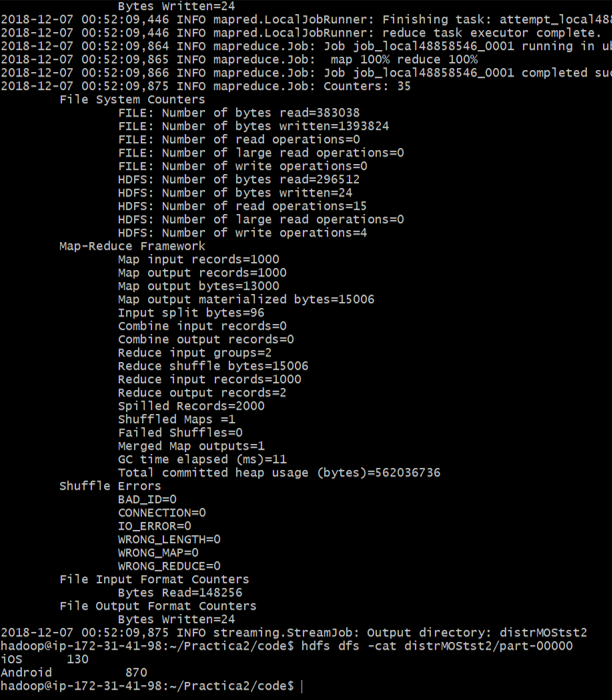 Bytes Written=24
2018-12-07 00:52:09,446 INFO mapred.LocalJobRunner: Finishing task: attempt_local48
2018-12-07 00:52:09,446 INFO mapred.LocalJobRunner: reduce task executor complete.
2018-12-07 00:52:09,864 INFO mapreduce.Job: Job job_local48858546_0001 running in ub
2018-12-07 00:52:09,865 INFO mapreduce.Job:  map 100% reduce 100%
2018-12-07 00:52:09,866 INFO mapreduce.Job: Job job_local48858546_0001 completed suc
2018-12-07 00:52:09,875 INFO mapreduce.Job: Counters: 35
File System Counters
FILE: Number of bytes read=383038
FILE: Number of bytes written=1393824
FILE: Number of read operations=0
FILE: Number of large read operations=0
FILE: Number of write operations=0
HDFS: Number of bytes read=296512
HDFS: Number of bytes written=24
HDFS: Number of read operations=15
HDFS: Number of large read operations=0
HDFS: Number of write operations=4
Map-Reduce Framework
Map input records=1000
Map output records=1000
Map output bytes=13000
Map output materialized bytes=15006
Input split bytes=96
Combine input records=0
Combine output records=0
Reduce input groups=2
Reduce shuffle bytes=15006
Reduce input records=1000
Reduce output records=2
Spilled Records=2000
Shuffled Maps =1
Failed Shuffles=0
Merged Map outputs=1
GC time elapsed (ms)=11
Total committed heap usage (bytes)=562036736
Shuffle Errors
BAD_ID=0
CONNECTION=0
IO_ERROR=0
WRONG_LENGTH=0
WRONG_MAP=0
WRONG_REDUCE=0
File Input Format Counters
Bytes Read=148256
File Output Format Counters
Bytes Written=24
2018-12-07 00:52:09,875 INFO streaming.StreamJob: Output directory: distrMOStst2
hadoop@ip-172-31-41-98:~/Practica2/code$ hdfs dfs -cat distrMOStst2/part-00000
iOS 130
Android 870
hadoop@ip-172-31-41-98:~/Practica2/code$